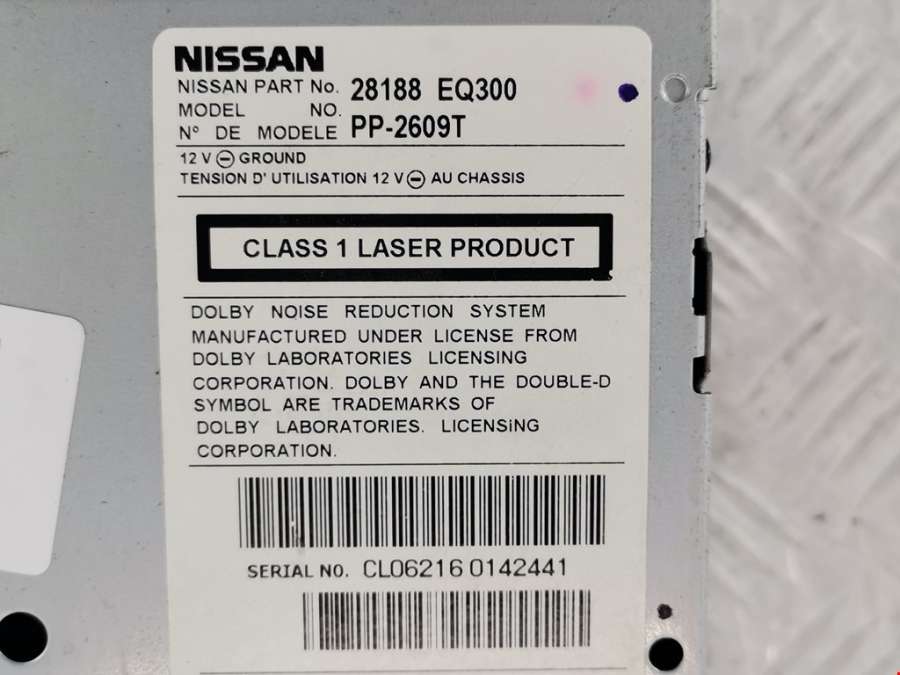 NISSAN
NISSAN PART No. 28188 EQ300
MODEL NO.
N° DE MODELE PP-2609T
12 V ⊖ GROUND
TENSION D' UTILISATION 12 V ⊖ AU CHASSIS
CLASS 1 LASER PRODUCT
DOLBY NOISE REDUCTION SYSTEM
MANUFACTURED UNDER LICENSE FROM
DOLBY LABORATORIES LICENSING
CORPORATION. DOLBY AND THE DOUBLE-D
SYMBOL ARE TRADEMARKS OF
DOLBY LABORATORIES. LICENSiNG
CORPORATION.
SERIAL NO. CL06216 0142441